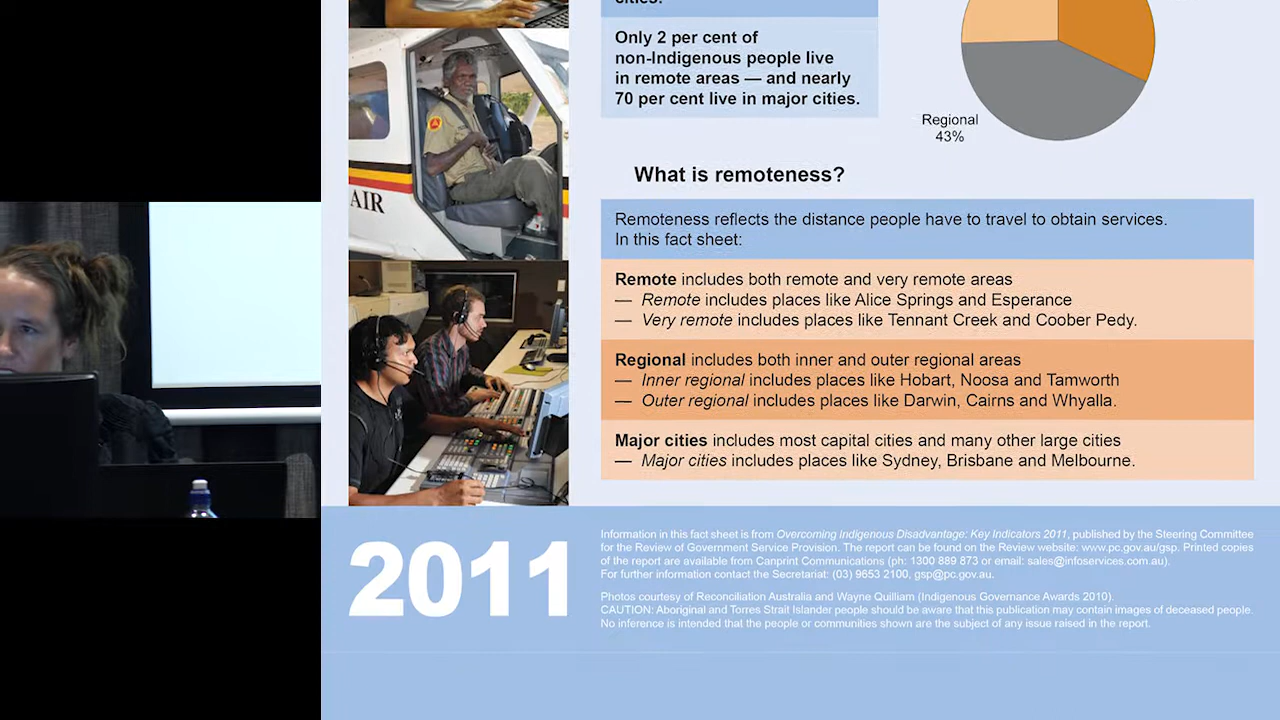 cities.
Only 2 per cent of
non-Indigenous people live
in remote areas — and nearly
70 per cent live in major cities.
Regional
43%
AIR
What is remoteness?
Remoteness reflects the distance people have to travel to obtain services.
In this fact sheet:
Remote includes both remote and very remote areas
— Remote includes places like Alice Springs and Esperance
— Very remote includes places like Tennant Creek and Coober Pedy.
Regional includes both inner and outer regional areas
— Inner regional includes places like Hobart, Noosa and Tamworth
— Outer regional includes places like Darwin, Cairns and Whyalla.
Major cities includes most capital cities and many other large cities
— Major cities includes places like Sydney, Brisbane and Melbourne.
2011
Information in this fact sheet is from Overcoming Indigenous Disadvantage: Key Indicators 2011, published by the Steering Committee
for the Review of Government Service Provision. The report can be found on the Review website: www.pc.gov.au/gsp. Printed copies
of the report are available from Canprint Communications (ph: 1300 889 873 or email: sales@infoservices.com.au).
For further information contact the Secretariat: (03) 9653 2100, gsp@pc.gov.au.
Photos courtesy of Reconciliation Australia and Wayne Quilliam (Indigenous Governance Awards 2010).
CAUTION: Aboriginal and Torres Strait Islander people should be aware that this publication may contain images of deceased people.
No inference is intended that the people or communities shown are the subject of any issue raised in the report.